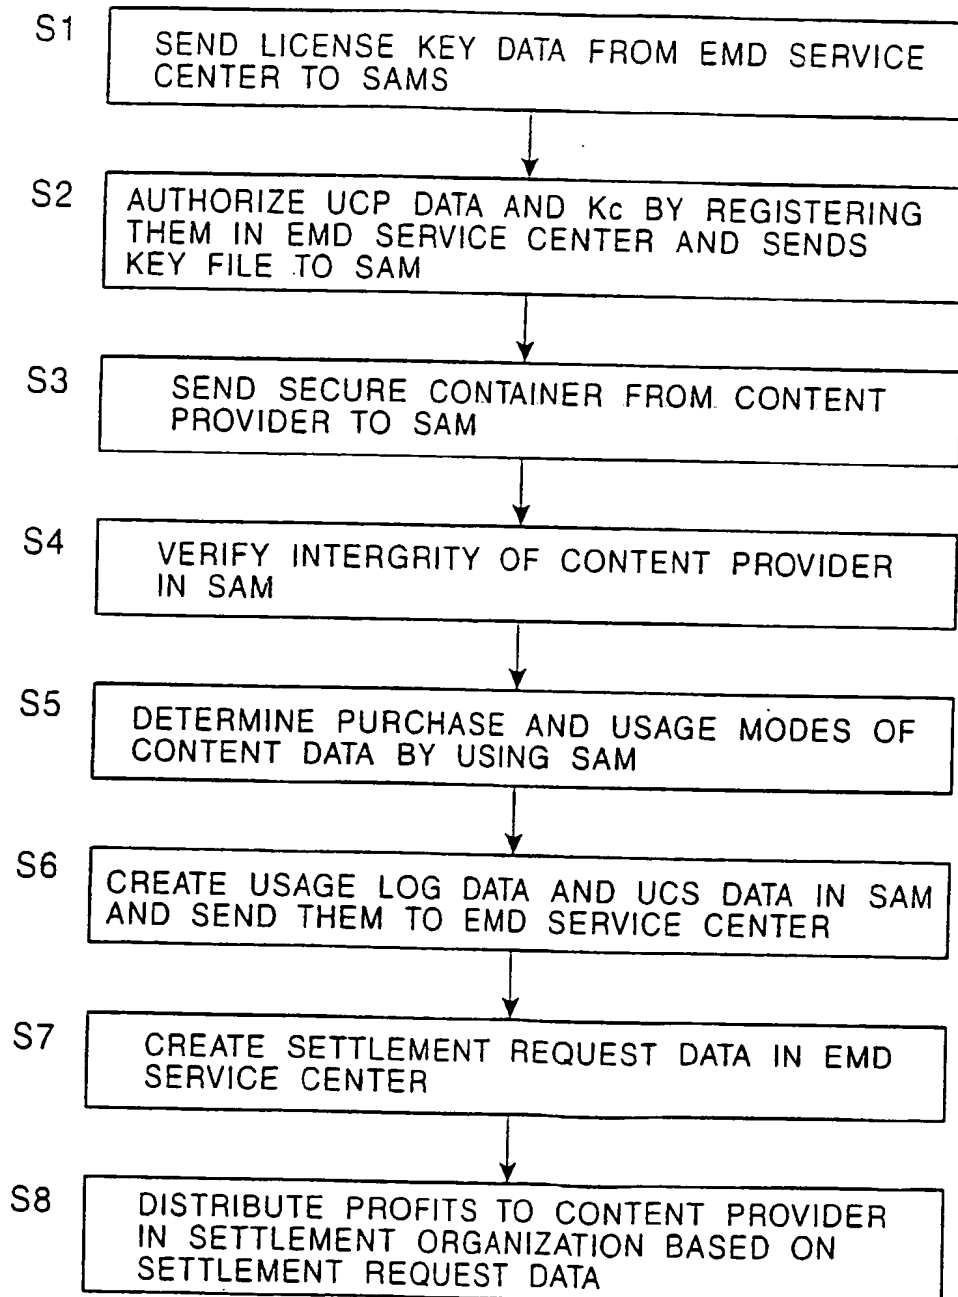 S1
SEND LICENSE KEY DATA FROM EMD SERVICE
CENTER TO SAMS
S2
AUTHORIZE UCP DATA AND Kc BY REGISTERING
THEM IN EMD SERVICE CENTER AND SENDS
KEY FILE TO SAM
S3
SEND SECURE CONTAINER FROM CONTENT
PROVIDER TO SAM
S4
VERIFY INTERGRITY OF CONTENT PROVIDER
IN SAM
S5
DETERMINE PURCHASE AND USAGE MODES OF
CONTENT DATA BY USING SAM
S6
CREATE USAGE LOG DATA AND UCS DATA IN SAM
AND SEND THEM TO EMD SERVICE CENTER
S7
CREATE SETTLEMENT REQUEST DATA IN EMD
SERVICE CENTER
S8
DISTRIBUTE PROFITS TO CONTENT PROVIDER
IN SETTLEMENT ORGANIZATION BASED ON
SETTLEMENT REQUEST DATA